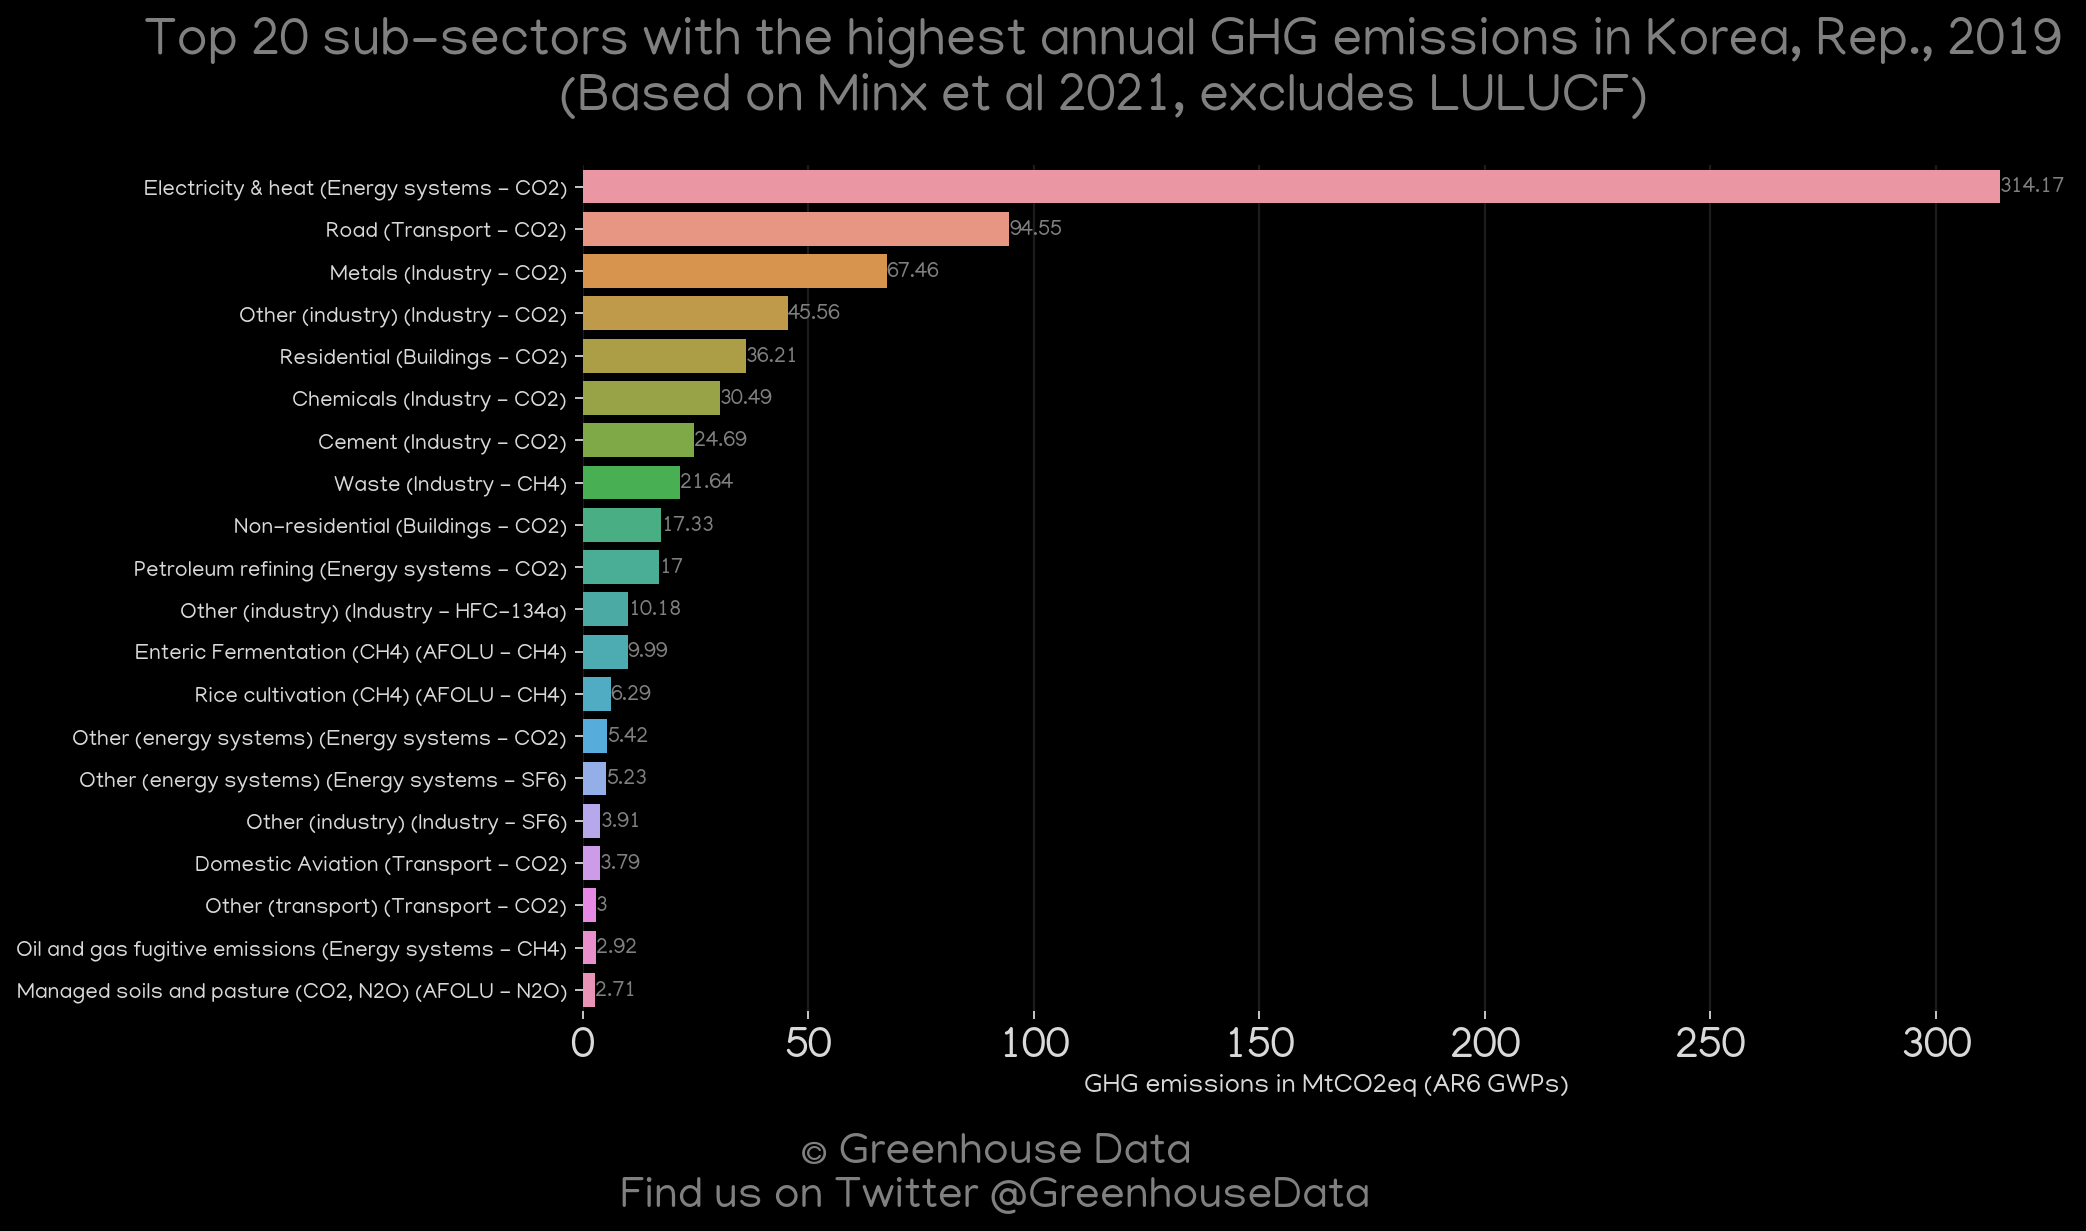 Top 20 sub-sectors with the highest annual GHG emissions in Korea, Rep., 2019
(Based on Minx et al 2021, excludes LULUCF)
Electricity & heat (Energy systems - CO2) 314.17
Road (Transport - CO2) 94.55
Metals (Industry - CO2) 67.46
Other (industry) (Industry - CO2) 45.56
Residential (Buildings - CO2) 36.21
Chemicals (Industry - CO2) 30.49
Cement (Industry - CO2) 24.69
Waste (Industry - CH4) 21.64
Non-residential (Buildings - CO2) 17.33
Petroleum refining (Energy systems - CO2) 17
Other (industry) (Industry - HFC-134a) 10.18
Enteric Fermentation (CH4) (AFOLU - CH4) 9.99
Rice cultivation (CH4) (AFOLU - CH4) 6.29
Other (energy systems) (Energy systems - CO2) 5.42
Other (energy systems) (Energy systems - SF6) 5.23
Other (industry) (Industry - SF6) 3.91
Domestic Aviation (Transport - CO2) 3.79
Other (transport) (Transport - CO2) 3
Oil and gas fugitive emissions (Energy systems - CH4) 2.92
Managed soils and pasture (CO2, N2O) (AFOLU - N2O) 2.71
0 50 100 150 200 250 300
GHG emissions in MtCO2eq (AR6 GWPs)
© Greenhouse Data
Find us on Twitter @GreenhouseData